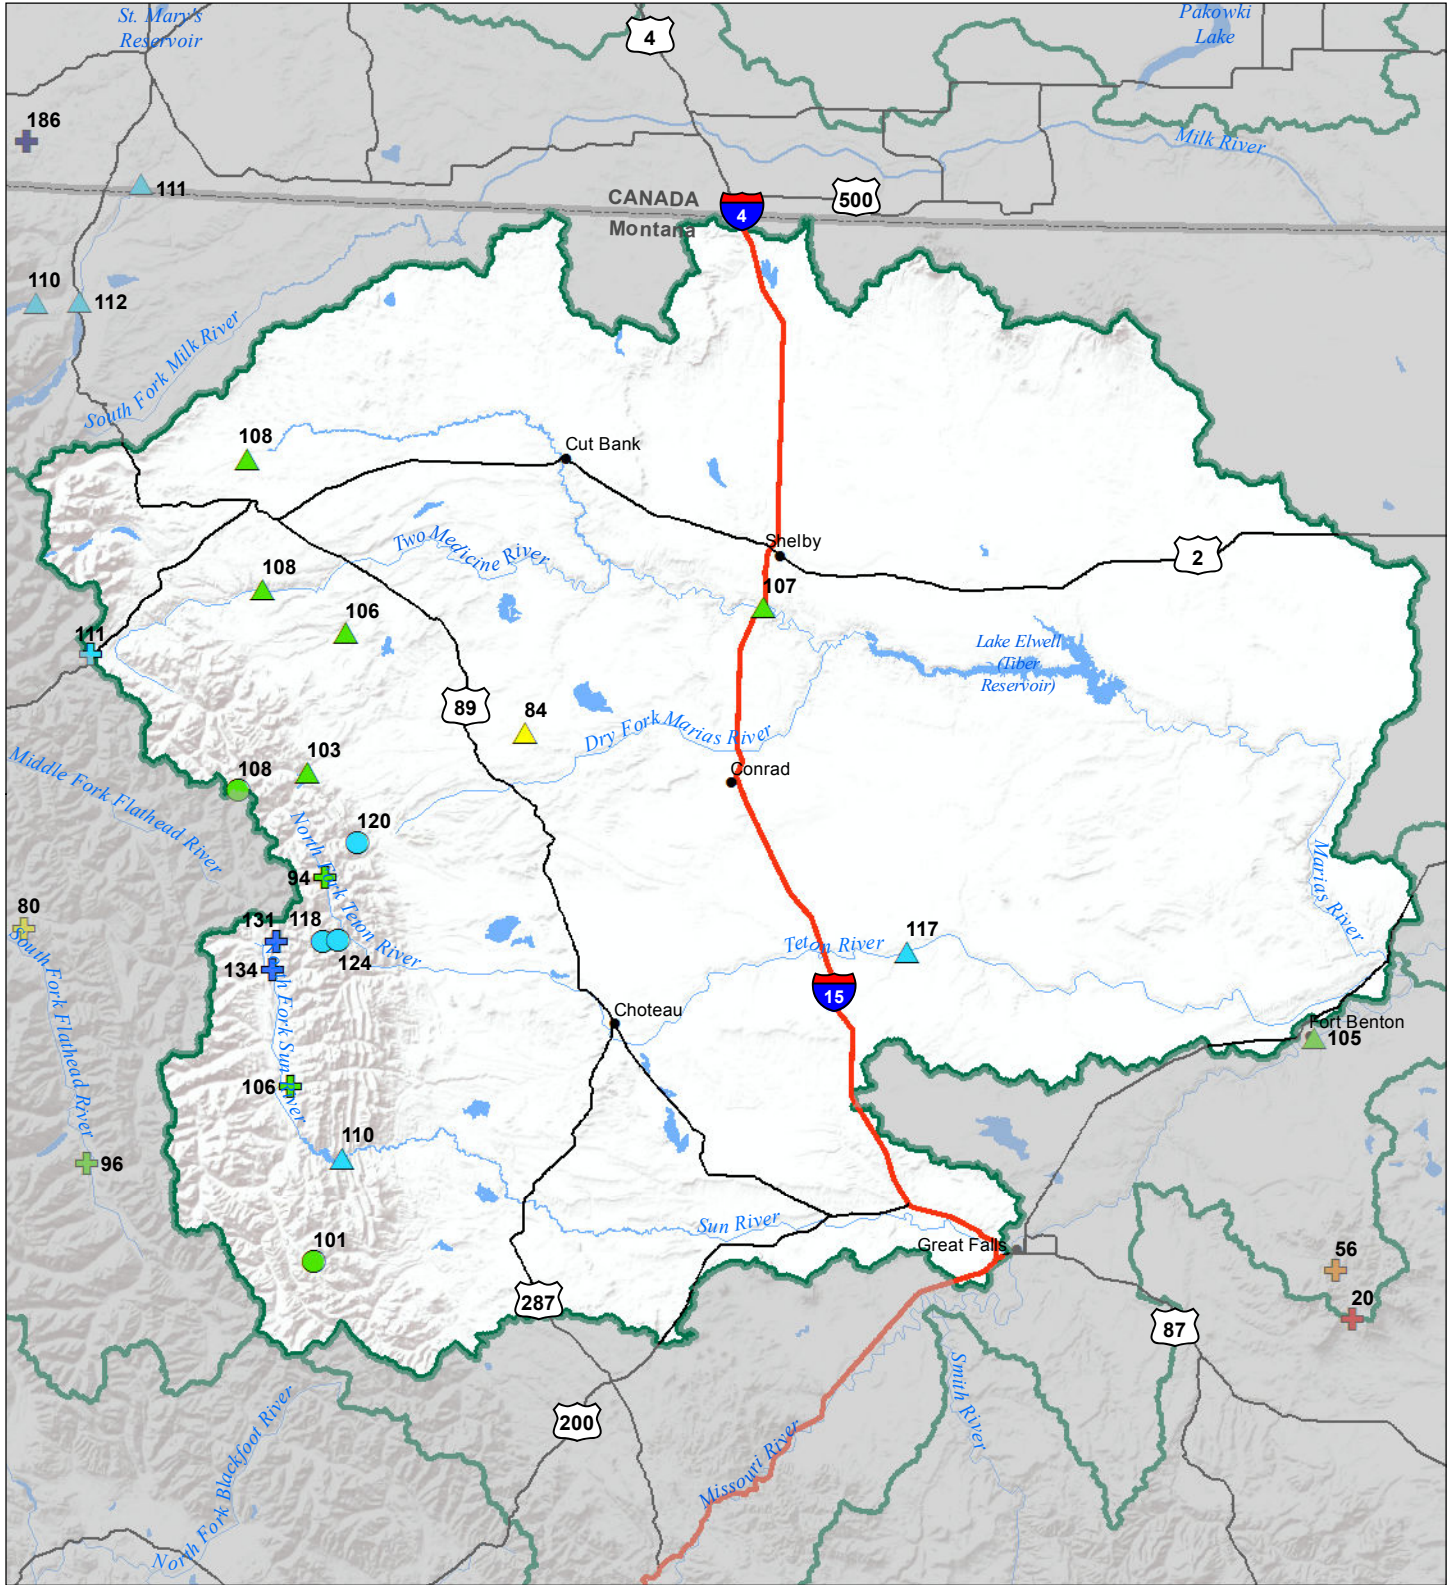 St. Mary's
Reservoir
4
Pakowki
Lake
186
Milk River
111
CANADA
4
500
Montana
110
112
South Fork Milk River
108
Cut Bank
Two Medicine River
Shelby
2
108
106
107
111
Lake Elwell
(Tiber
Reservoir)
89
84
Dry Fork Marias River
Middle Fork Flathead River
103
108
Conrad
120
North Fork Teton River
94
Marias River
80
131
118
124
South Fork Flathead River
134
Teton River
117
15
Choteau
Fort Benton
105
106
110
96
Sun River
101
Great Falls
56
20
287
87
Smith River
200
Missouri River
North Fork Blackfoot River